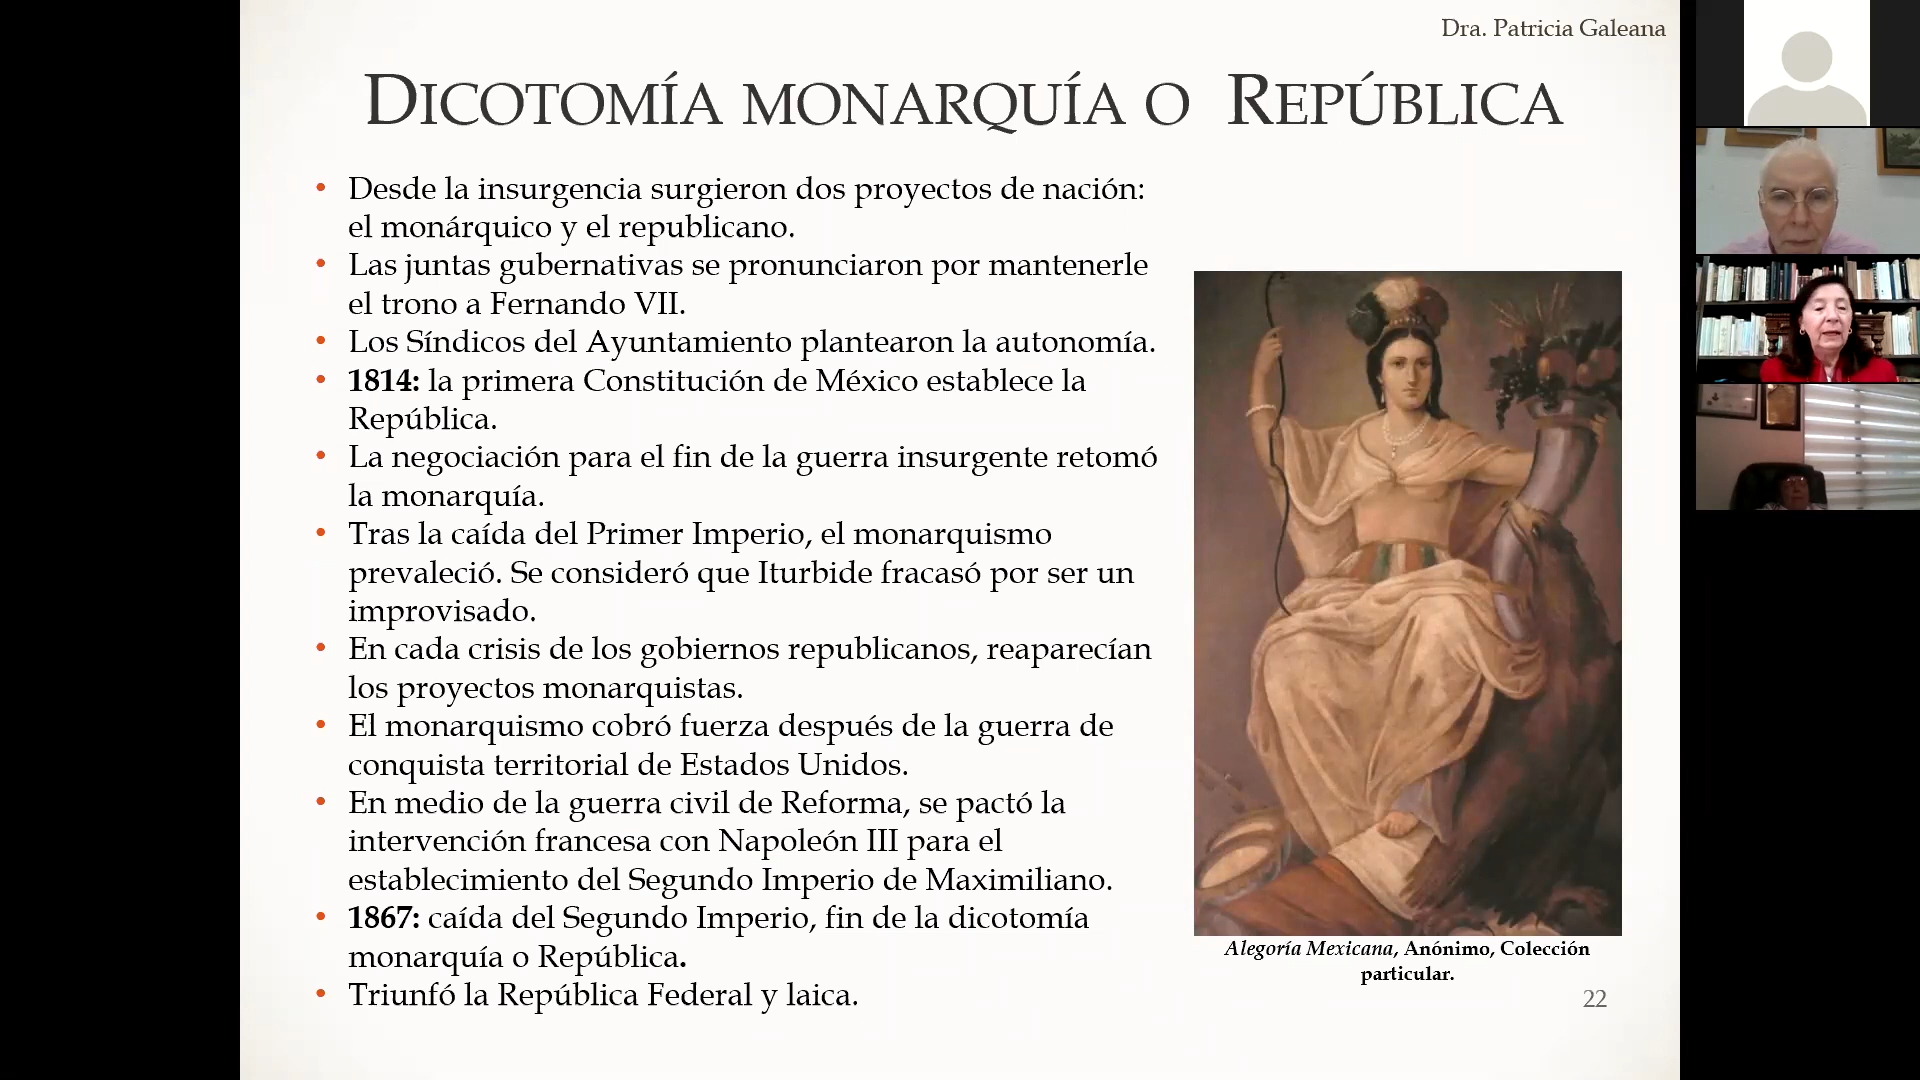 Dra. Patricia Galeana
DICOTOMÍA MONARQUÍA O REPÚBLICA
• Desde la insurgencia surgieron dos proyectos de nación:
el monárquico y el republicano.
• Las juntas gubernativas se pronunciaron por mantenerle
el trono a Fernando VII.
• Los Síndicos del Ayuntamiento plantearon la autonomía.
• 1814: la primera Constitución de México establece la
República.
• La negociación para el fin de la guerra insurgente retomó
la monarquía.
• Tras la caída del Primer Imperio, el monarquismo
prevaleció. Se consideró que Iturbide fracasó por ser un
improvisado.
• En cada crisis de los gobiernos republicanos, reaparecían
los proyectos monarquistas.
• El monarquismo cobró fuerza después de la guerra de
conquista territorial de Estados Unidos.
• En medio de la guerra civil de Reforma, se pactó la
intervención francesa con Napoleón III para el
establecimiento del Segundo Imperio de Maximiliano.
• 1867: caída del Segundo Imperio, fin de la dicotomía
monarquía o República.
• Triunfó la República Federal y laica.
Alegoría Mexicana, Anónimo, Colección
particular.
22